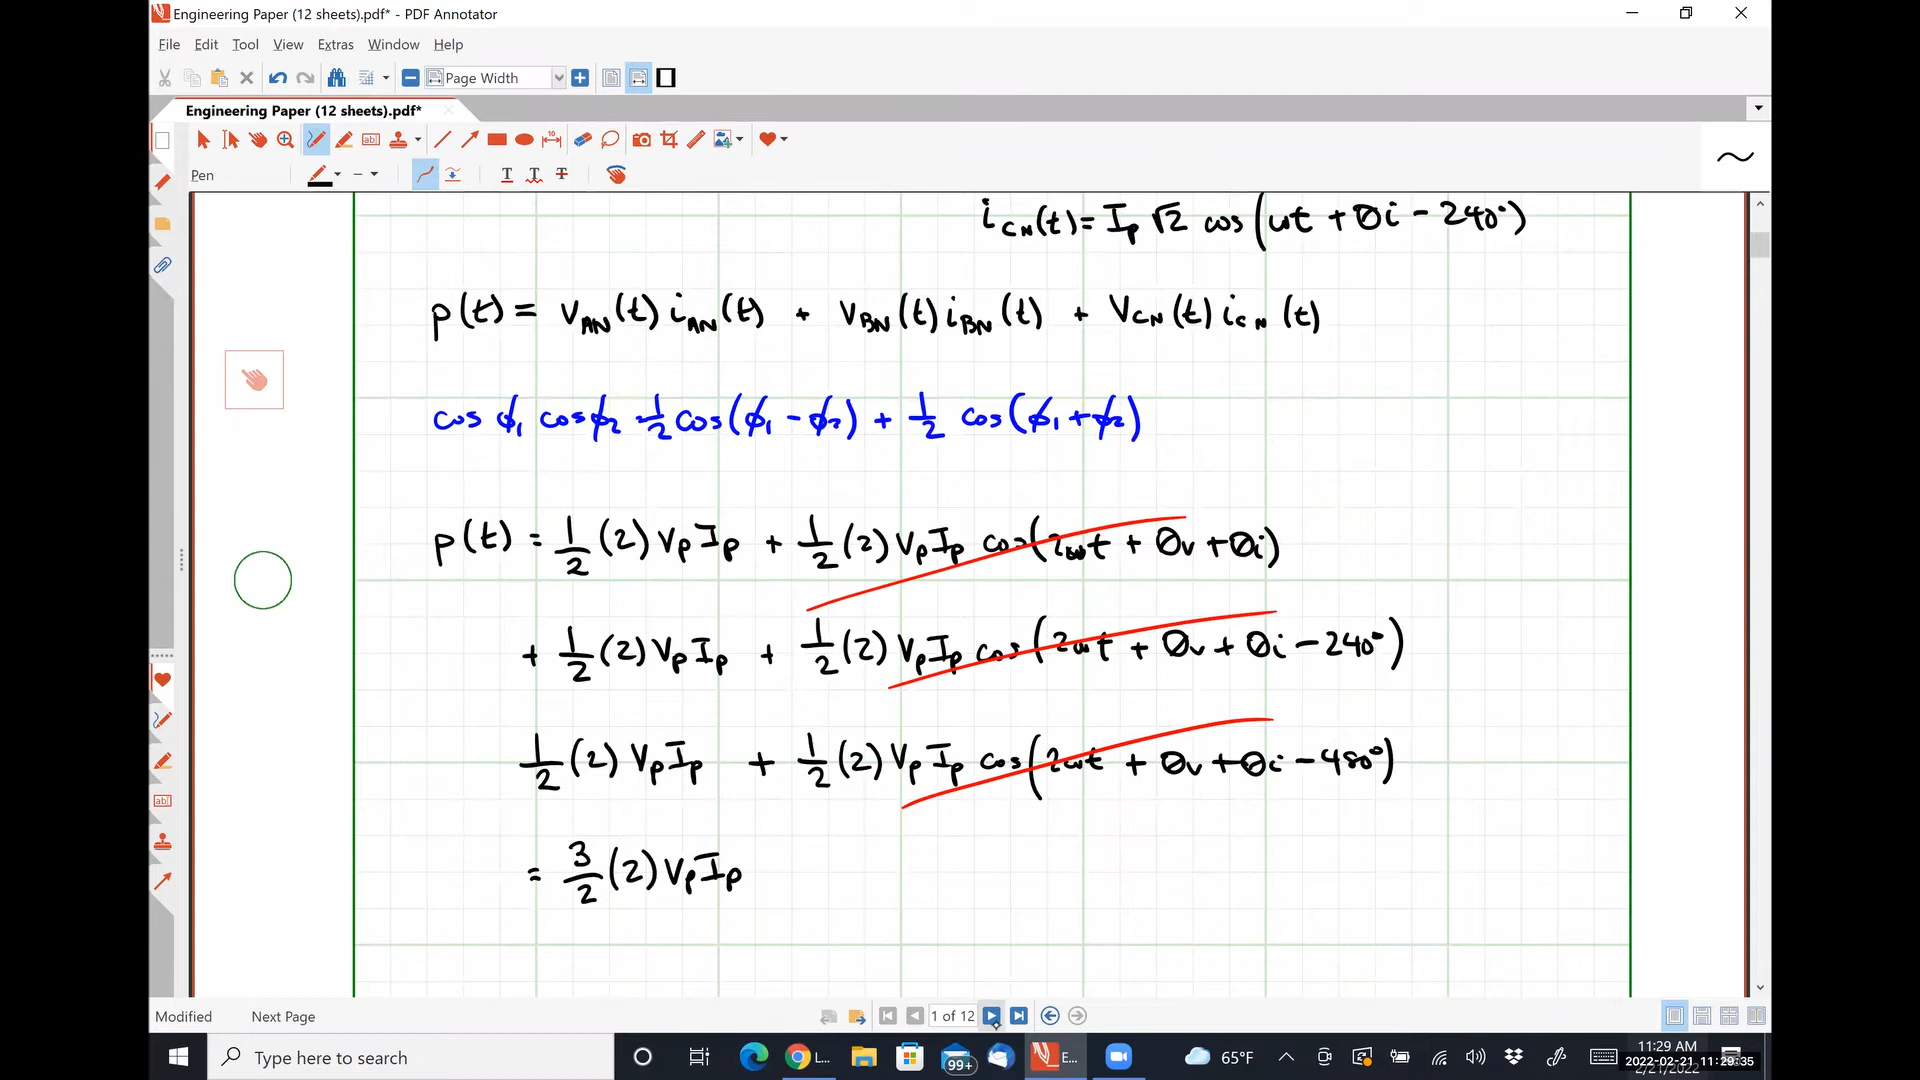 Engineering Paper (12 sheets).pdf* - PDF Annotator
File Edit Tool View Extras Window Help
Page Width
Engineering Paper (12 sheets).pdf*
Pen
i_CN(t) = I_p √2 cos(ωt + θi - 240°)
p(t) = V_AN(t) i_AN(t) + V_BN(t) i_BN(t) + V_CN(t) i_CN(t)
cos ϕ₁ cos ϕ₂ = 1/2 cos(ϕ₁ - ϕ₂) + 1/2 cos(ϕ₁ + ϕ₂)
p(t) = 1/2 (2) V_p I_p + 1/2 (2) V_p I_p cos(2ωt + θv + θi)
+ 1/2 (2) V_p I_p + 1/2 (2) V_p I_p cos(2ωt + θv + θi - 240°)
1/2 (2) V_p I_p + 1/2 (2) V_p I_p cos(2ωt + θv + θi - 480°)
= 3/2 (2) V_p I_p
Modified Next Page 1 of 12
Type here to search L... 99+ E... 65°F 11:29 AM
2022-02-21 11:29:35